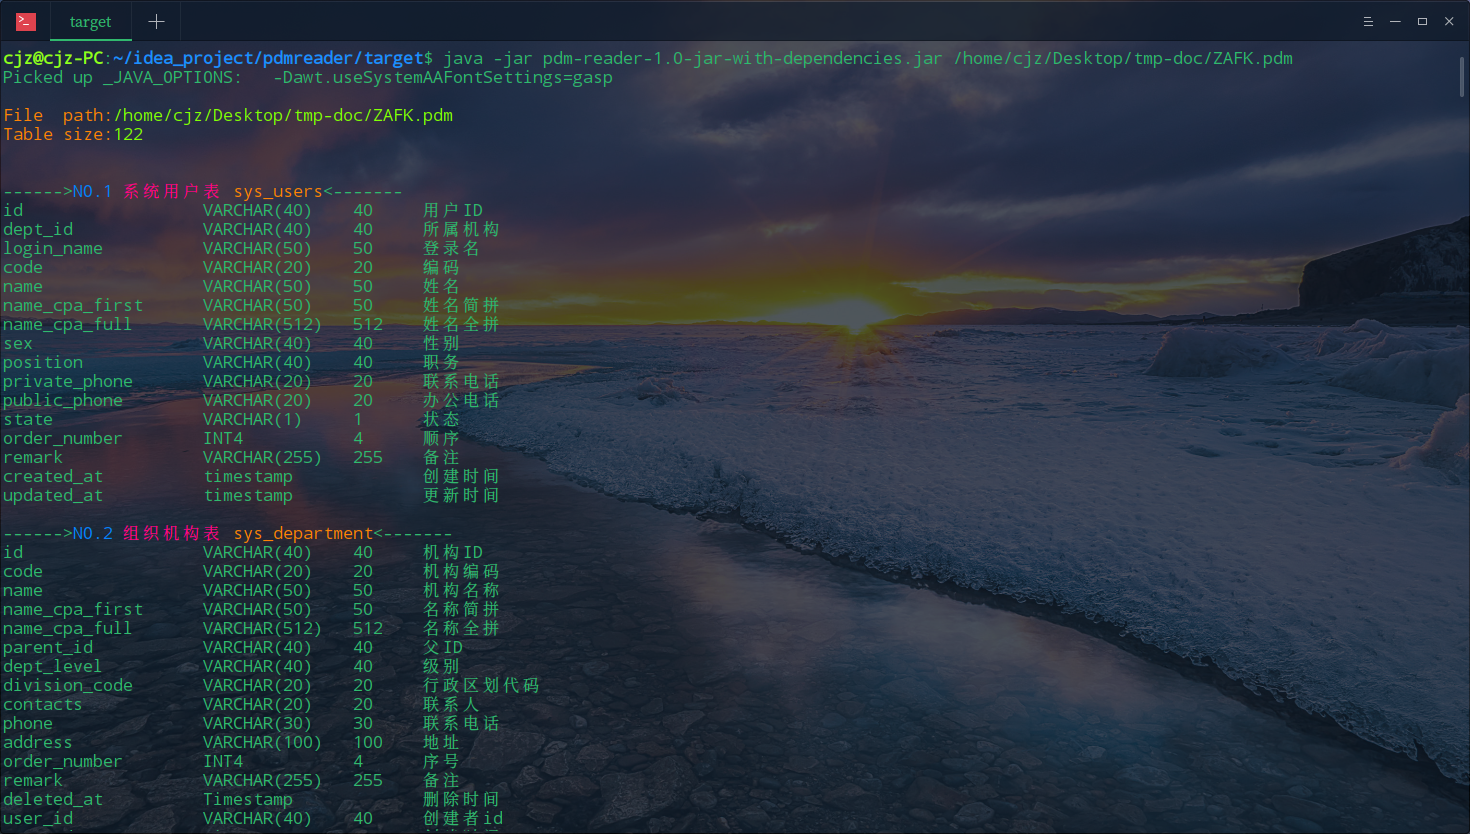 target
cjz@cjz-PC:~/idea_project/pdmreader/target$ java -jar pdm-reader-1.0-jar-with-dependencies.jar /home/cjz/Desktop/tmp-doc/ZAFK.pdm
Picked up _JAVA_OPTIONS:   -Dawt.useSystemAAFontSettings=gasp
File  path:/home/cjz/Desktop/tmp-doc/ZAFK.pdm
Table size:122
------>NO.1 系统用户表 sys_users<-------
id VARCHAR(40) 40 用户ID
dept_id VARCHAR(40) 40 所属机构
login_name VARCHAR(50) 50 登录名
code VARCHAR(20) 20 编码
name VARCHAR(50) 50 姓名
name_cpa_first VARCHAR(50) 50 姓名简拼
name_cpa_full VARCHAR(512) 512 姓名全拼
sex VARCHAR(40) 40 性别
position VARCHAR(40) 40 职务
private_phone VARCHAR(20) 20 联系电话
public_phone VARCHAR(20) 20 办公电话
state VARCHAR(1) 1 状态
order_number INT4 4 顺序
remark VARCHAR(255) 255 备注
created_at timestamp 创建时间
updated_at timestamp 更新时间
------>NO.2 组织机构表 sys_department<-------
id VARCHAR(40) 40 机构ID
code VARCHAR(20) 20 机构编码
name VARCHAR(50) 50 机构名称
name_cpa_first VARCHAR(50) 50 名称简拼
name_cpa_full VARCHAR(512) 512 名称全拼
parent_id VARCHAR(40) 40 父ID
dept_level VARCHAR(40) 40 级别
division_code VARCHAR(20) 20 行政区划代码
contacts VARCHAR(20) 20 联系人
phone VARCHAR(30) 30 联系电话
address VARCHAR(100) 100 地址
order_number INT4 4 序号
remark VARCHAR(255) 255 备注
deleted_at Timestamp 删除时间
user_id VARCHAR(40) 40 创建者id